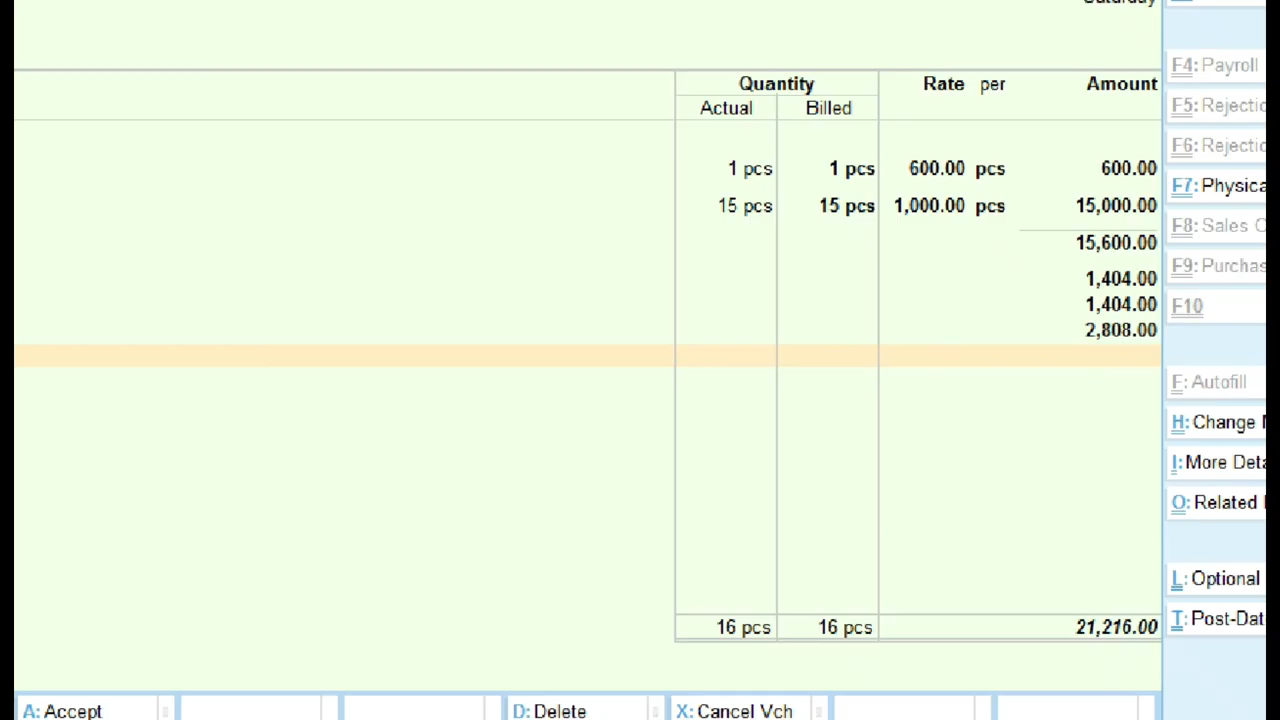 Saturday
Quantity Rate per Amount
Actual Billed
1 pcs 1 pcs 600.00 pcs 600.00
15 pcs 15 pcs 1,000.00 pcs 15,000.00
15,600.00
1,404.00
1,404.00
2,808.00
16 pcs 16 pcs 21,216.00
F4: Payroll
F5: Rejectic
F6: Rejectic
F7: Physica
F8: Sales O
F9: Purchas
F10
F: Autofill
H: Change
I: More Deta
O: Related
L: Optional
T: Post-Dat
A: Accept D: Delete X: Cancel Vch